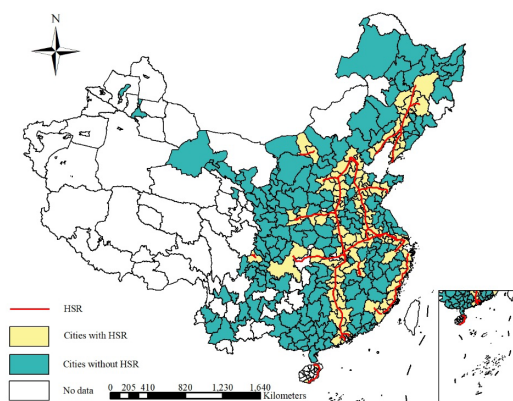 N
HSR
Cities with HSR
Cities without HSR
No data
0 205 410 820 1,230 1,640
Kilometers